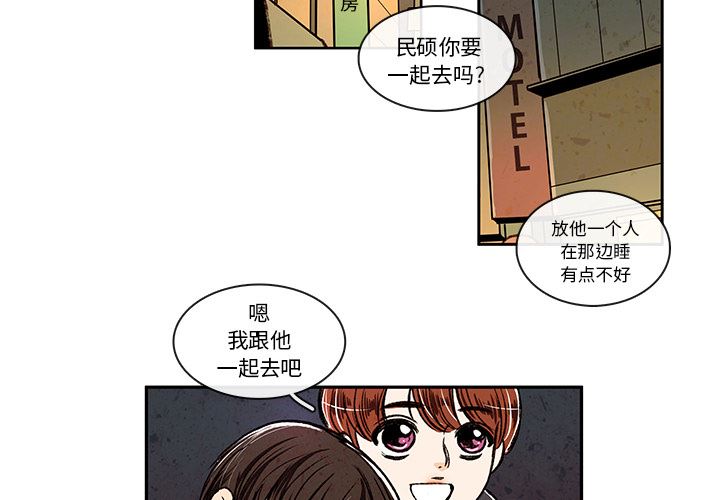 房
民硕你要
一起去吗?
MOTEL
放他一个人
在那边睡
有点不好
嗯
我跟他
一起去吧